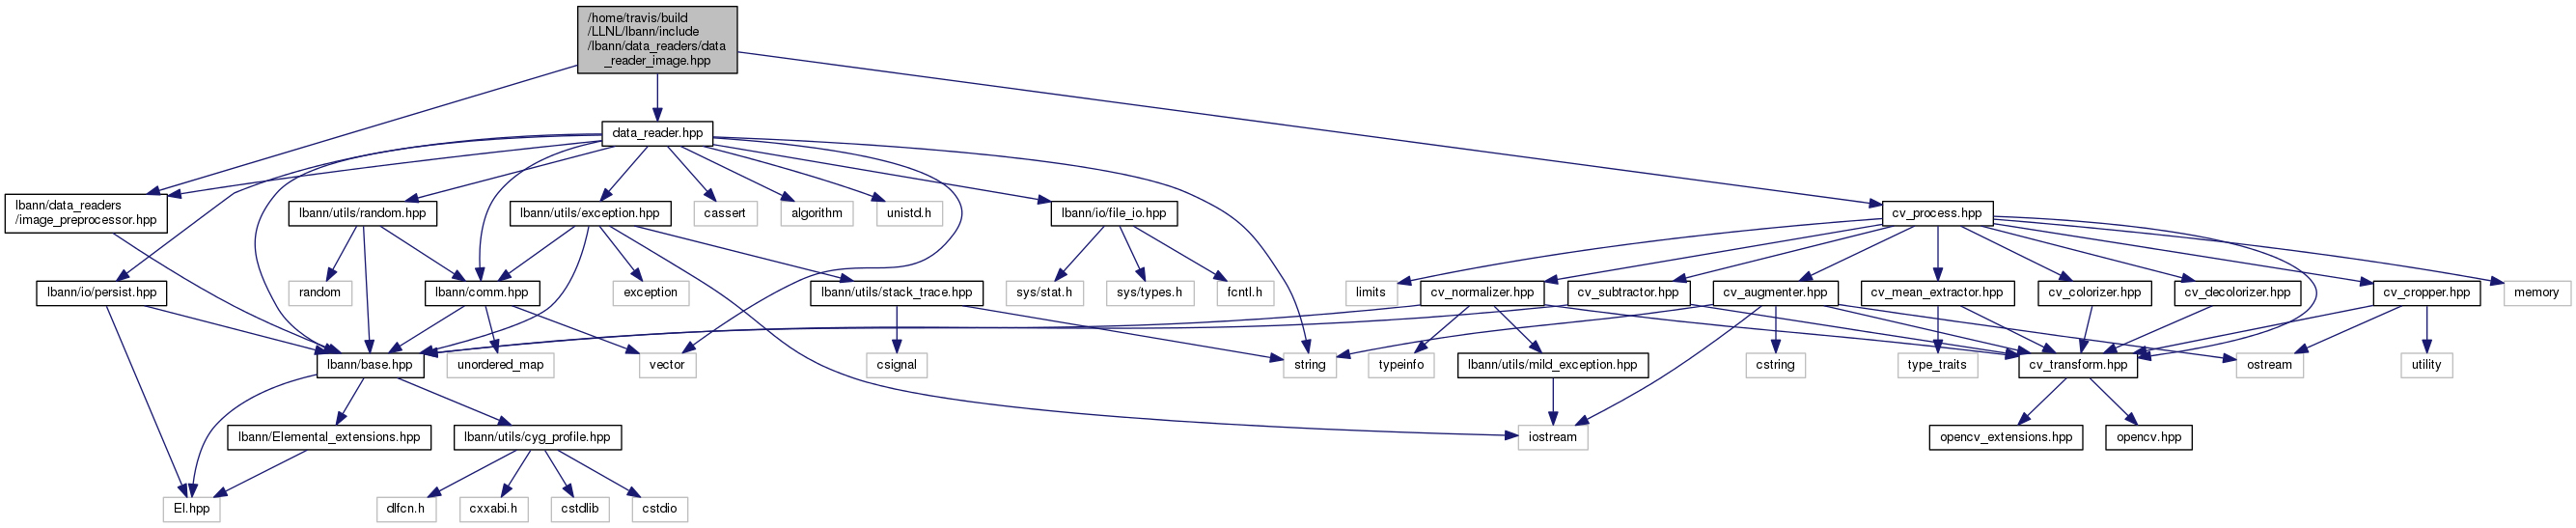 /home/travis/build
/LLNL/lbann/include
/lbann/data_readers/data
_reader_image.hpp
data_reader.hpp
lbann/data_readers
/image_preprocessor.hpp
lbann/utils/random.hpp
lbann/utils/exception.hpp
cassert
algorithm
unistd.h
lbann/io/file_io.hpp
cv_process.hpp
lbann/io/persist.hpp
random
lbann/comm.hpp
exception
lbann/utils/stack_trace.hpp
sys/stat.h
sys/types.h
fcntl.h
limits
cv_normalizer.hpp
cv_subtractor.hpp
cv_augmenter.hpp
cv_mean_extractor.hpp
cv_colorizer.hpp
cv_decolorizer.hpp
cv_cropper.hpp
memory
lbann/base.hpp
unordered_map
vector
csignal
string
typeinfo
lbann/utils/mild_exception.hpp
cstring
type_traits
cv_transform.hpp
ostream
utility
lbann/Elemental_extensions.hpp
lbann/utils/cyg_profile.hpp
iostream
opencv_extensions.hpp
opencv.hpp
El.hpp
dlfcn.h
cxxabi.h
cstdlib
cstdio